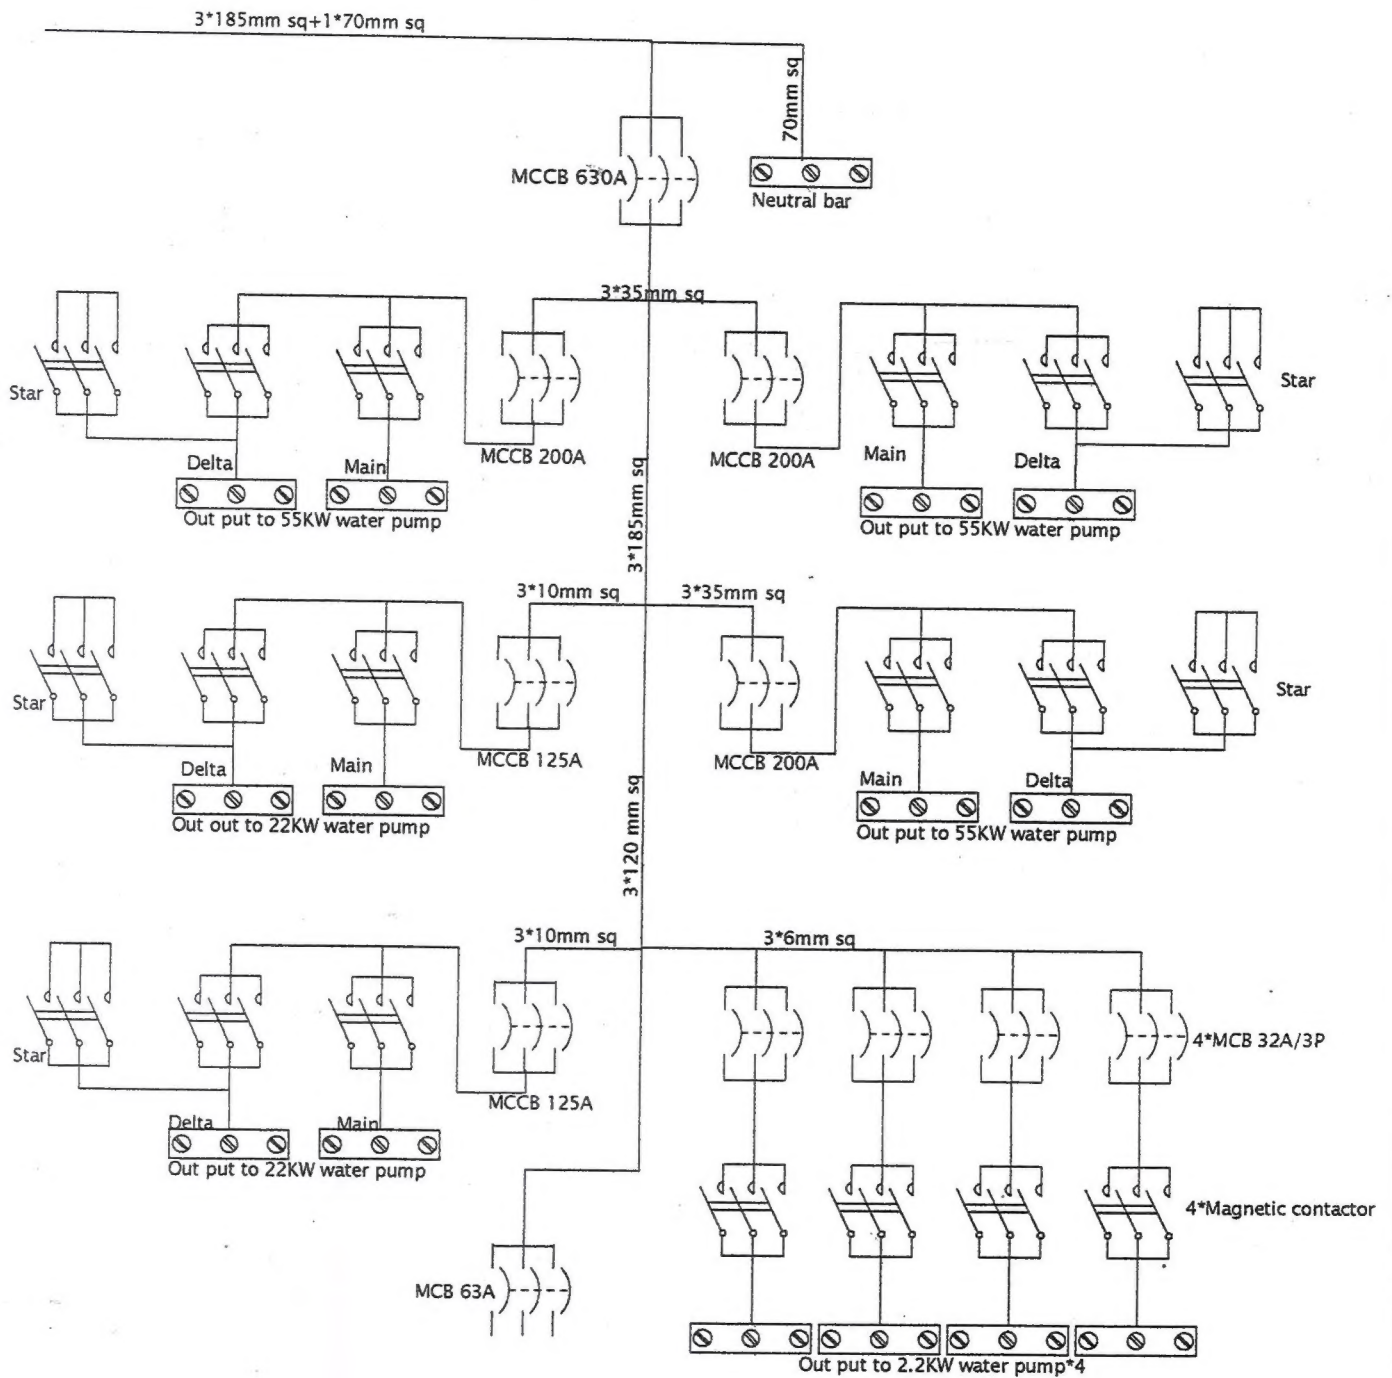 3*185mm sq+1*70mm sq
70mm sq
MCCB 630A
Neutral bar
3*35mm sq
Star
Delta
Main
MCCB 200A
MCCB 200A
Main
Delta
Star
Out put to 55KW water pump
Out put to 55KW water pump
3*185mm sq
3*10mm sq
3*35mm sq
Star
Delta
Main
MCCB 125A
MCCB 200A
Main
Delta
Star
Out out to 22KW water pump
Out put to 55KW water pump
3*120 mm sq
3*10mm sq
3*6mm sq
Star
Delta
Main
MCCB 125A
4*MCB 32A/3P
Out put to 22KW water pump
4*Magnetic contactor
MCB 63A
Out put to 2.2KW water pump*4